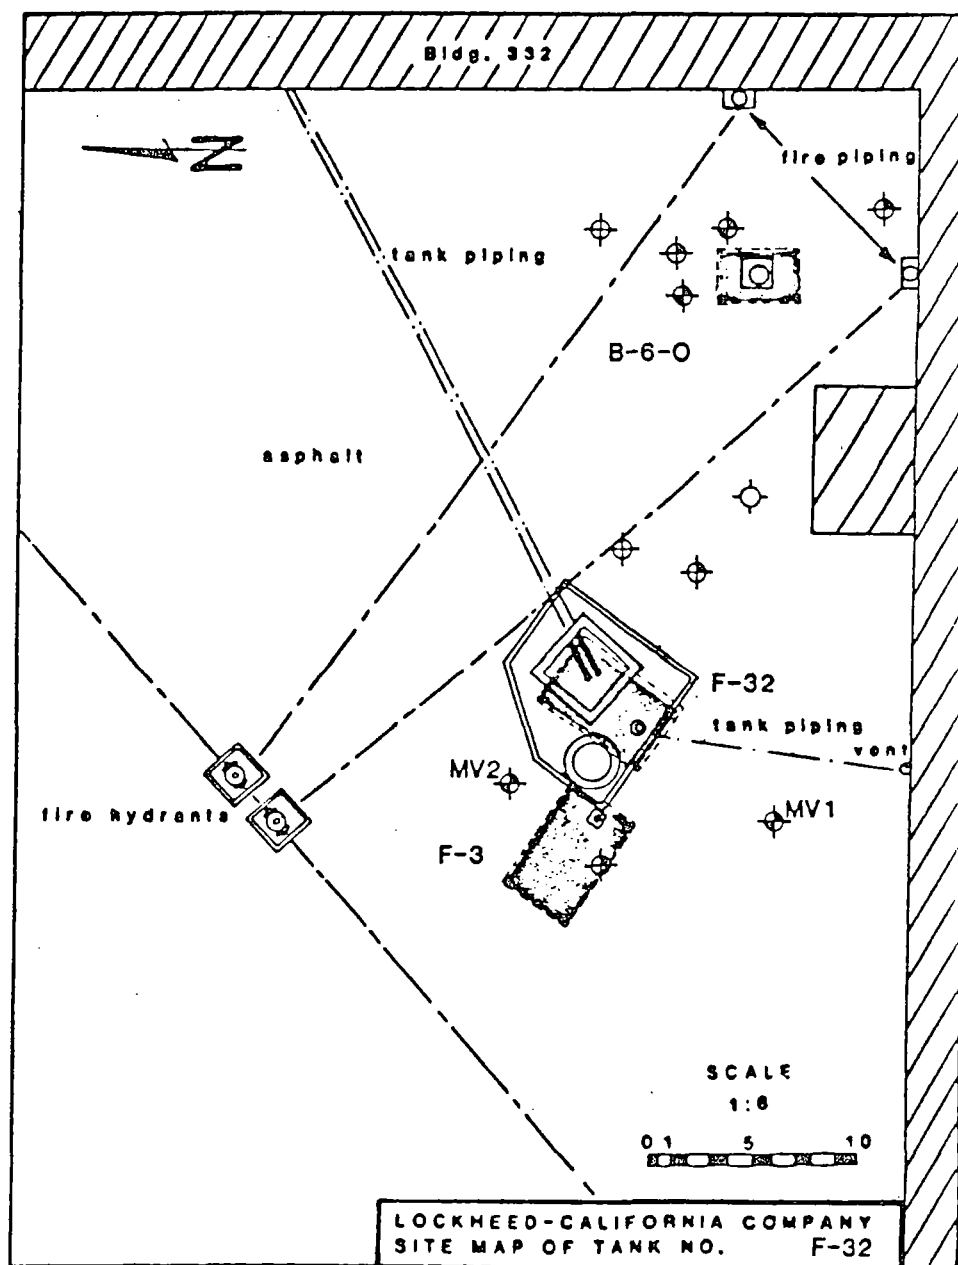 Bldg. 332
N
fire piping
tank piping
B-6-O
asphalt
F-32
tank piping
vent
MV2
MV1
fire hydrants
F-3
SCALE
1:6
0 1 5 10
LOCKHEED-CALIFORNIA COMPANY
SITE MAP OF TANK NO. F-32